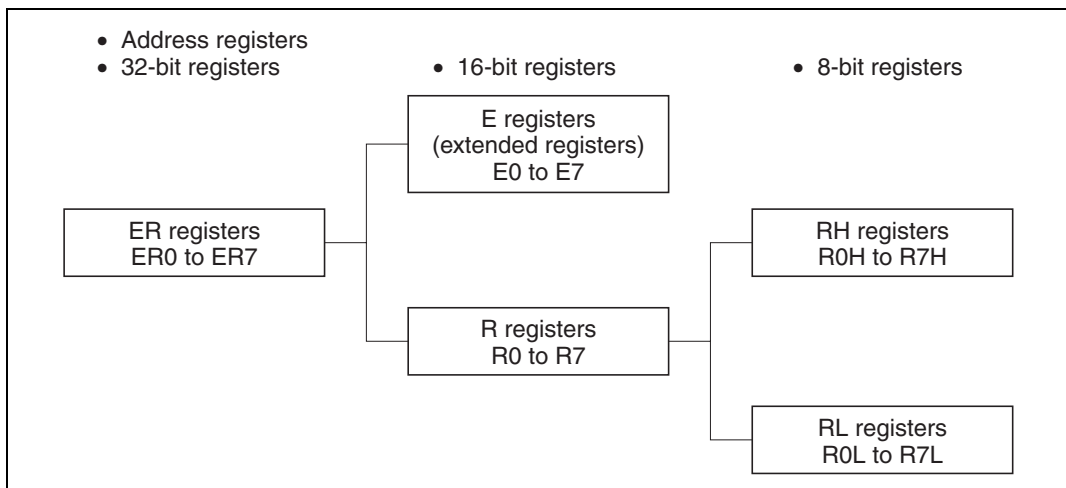 • Address registers
• 32-bit registers
• 16-bit registers
• 8-bit registers
E registers
(extended registers)
E0 to E7
ER registers
ER0 to ER7
RH registers
R0H to R7H
R registers
R0 to R7
RL registers
R0L to R7L